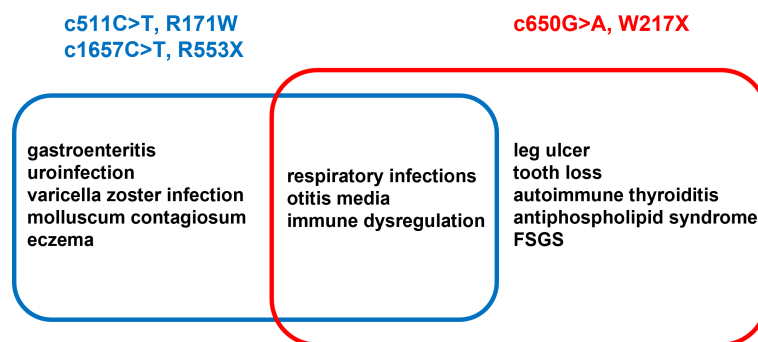 c511C>T, R171W
c1657C>T, R553X
c650G>A, W217X
gastroenteritis
uroinfection
varicella zoster infection
molluscum contagiosum
eczema
respiratory infections
otitis media
immune dysregulation
leg ulcer
tooth loss
autoimmune thyroiditis
antiphospholipid syndrome
FSGS